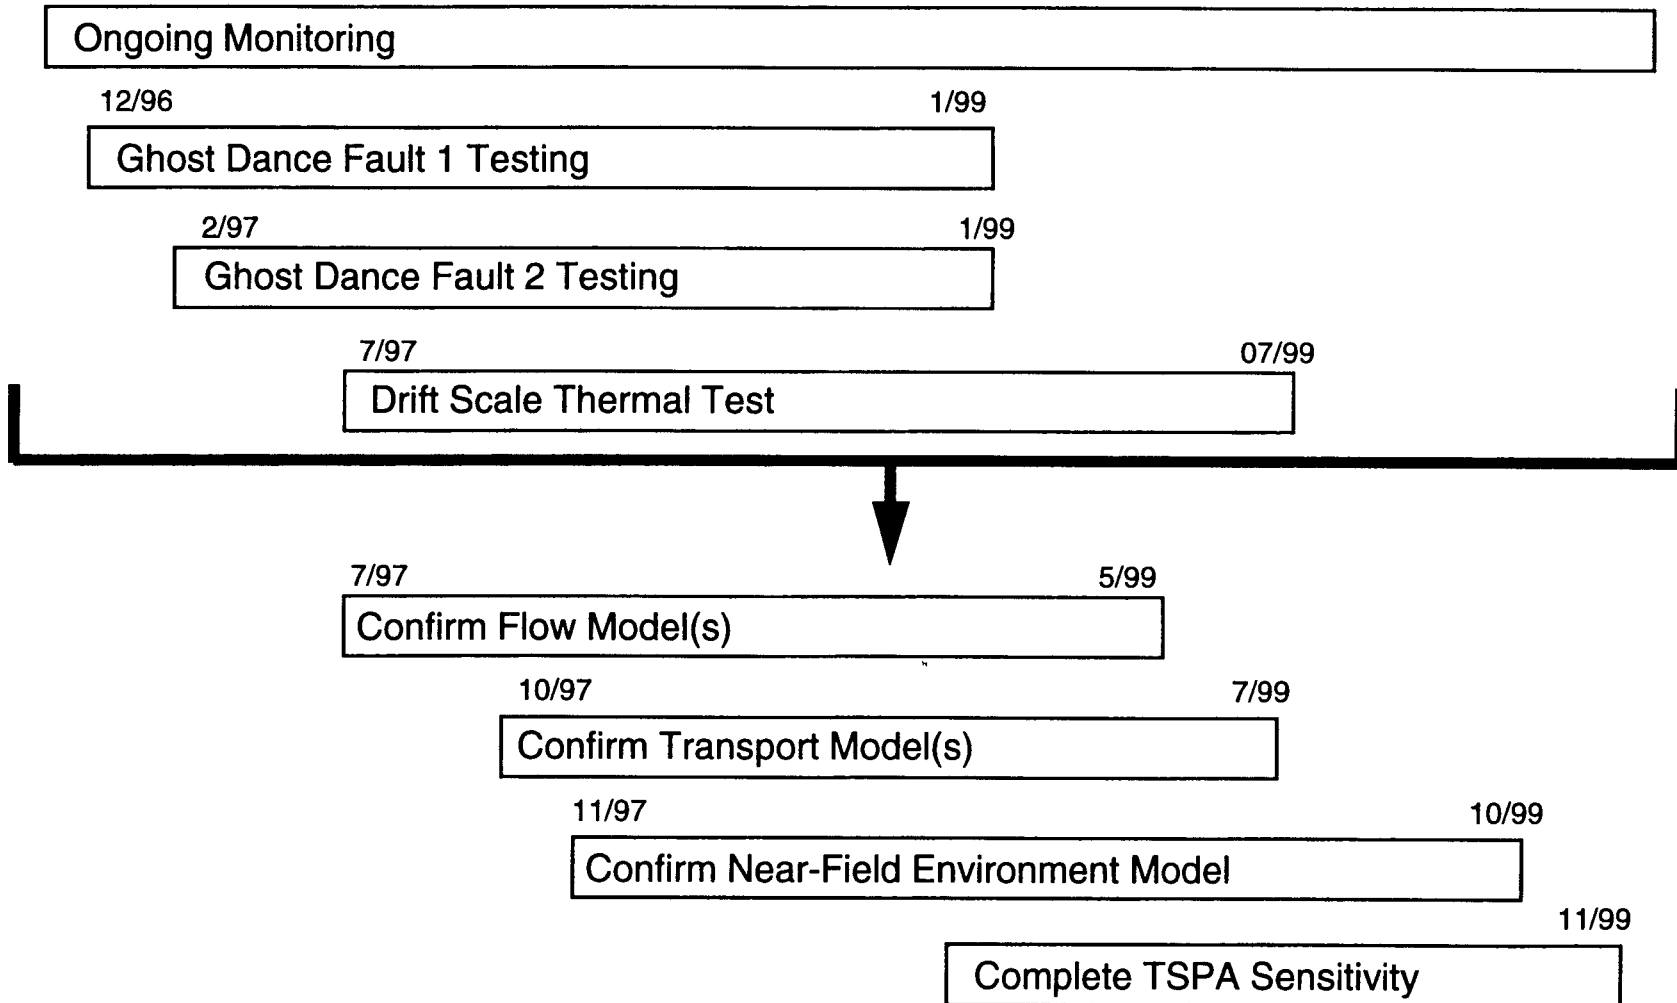 Ongoing Monitoring
12/96 1/99
Ghost Dance Fault 1 Testing
2/97 1/99
Ghost Dance Fault 2 Testing
7/97 07/99
Drift Scale Thermal Test
7/97 5/99
Confirm Flow Model(s)
10/97 7/99
Confirm Transport Model(s)
11/97 10/99
Confirm Near-Field Environment Model
11/99
Complete TSPA Sensitivity